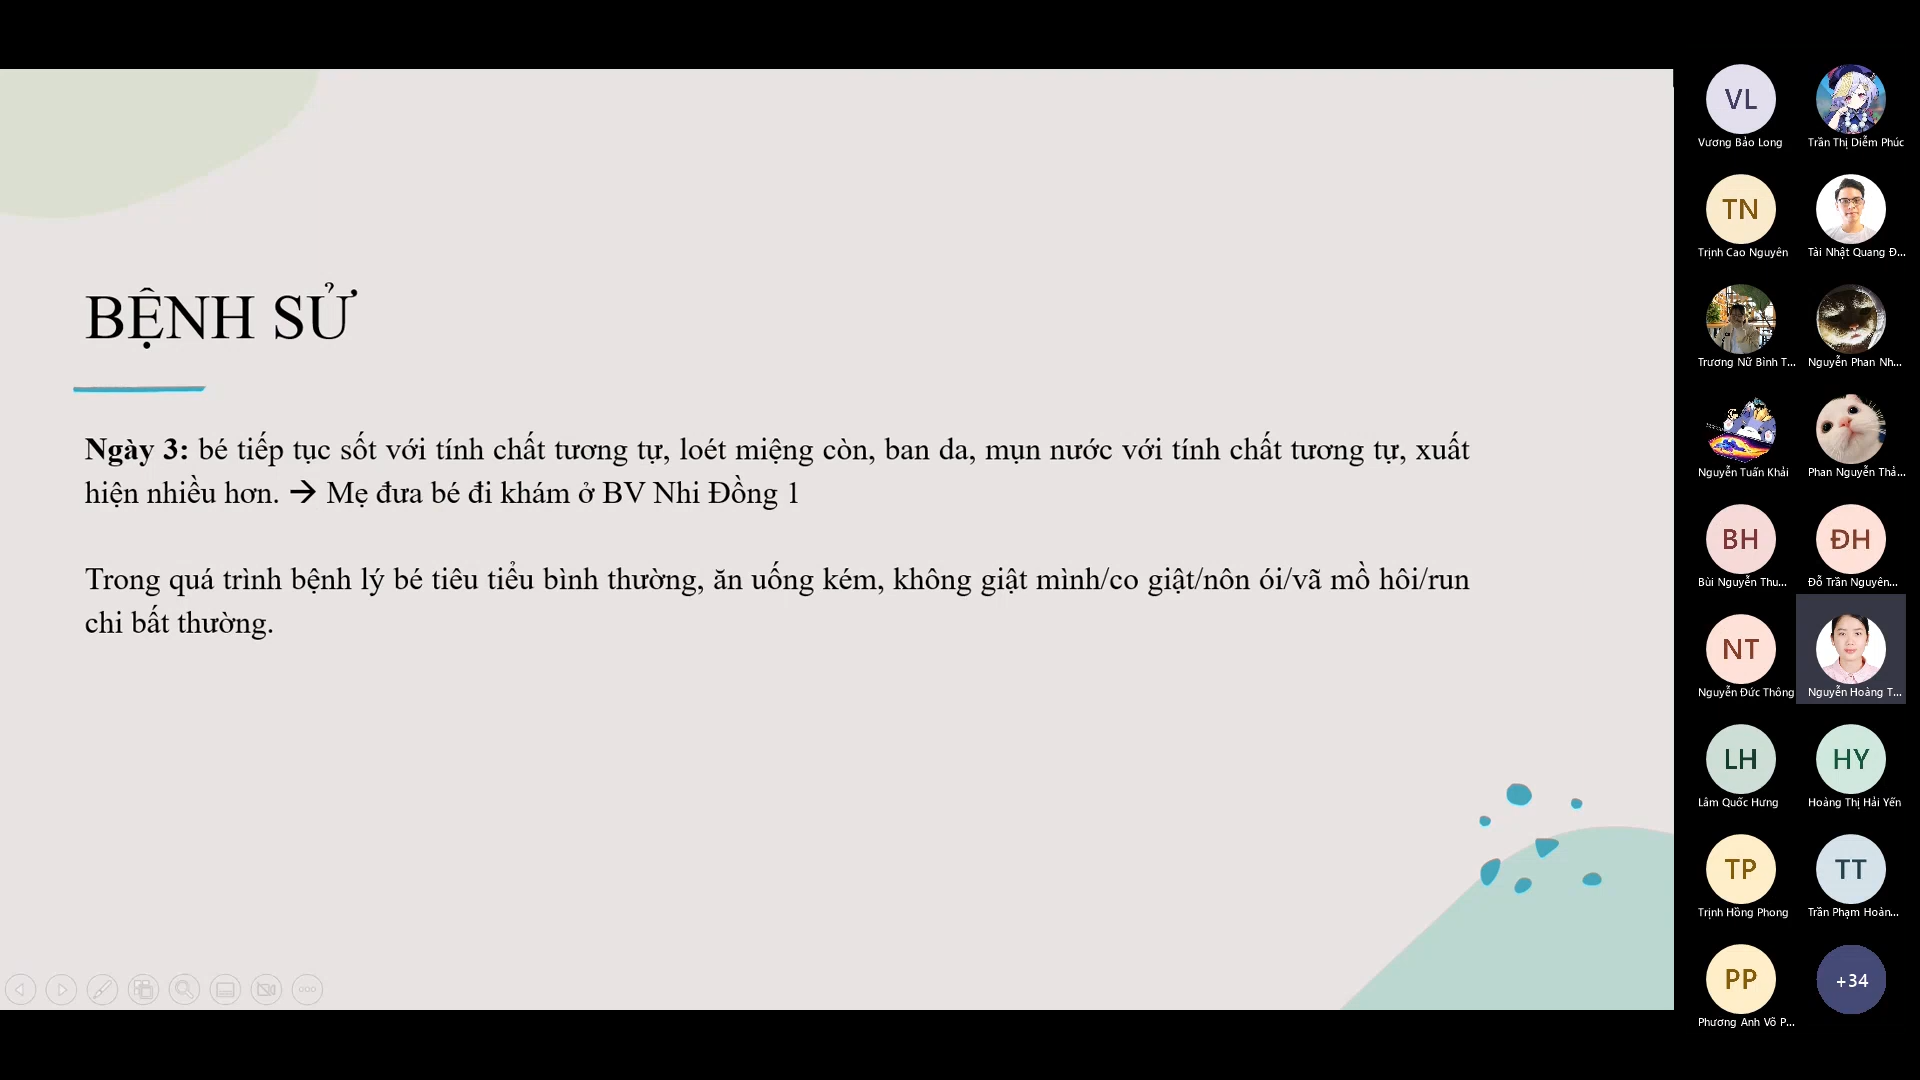 BỆNH SỬ
Ngày 3: bé tiếp tục sốt với tính chất tương tự, loét miệng còn, ban da, mụn nước với tính chất tương tự, xuất
hiện nhiều hơn. → Mẹ đưa bé đi khám ở BV Nhi Đồng 1
Trong quá trình bệnh lý bé tiêu tiểu bình thường, ăn uống kém, không giật mình/co giật/nôn ói/vã mồ hôi/run
chi bất thường.
VL
Vương Bảo Long
Trần Thị Diễm Phúc
TN
Trịnh Cao Nguyên
Tài Nhật Quang Đ...
Trương Nữ Bình T...
Nguyễn Phan Nh...
Nguyễn Tuấn Khải
Phan Nguyễn Thả...
BH
Bùi Nguyễn Thu...
ĐH
Đỗ Trần Nguyên...
NT
Nguyễn Đức Thông
Nguyễn Hoàng T...
LH
Lâm Quốc Hưng
HY
Hoàng Thị Hải Yến
TP
Trịnh Hồng Phong
TT
Trần Phạm Hoàn...
PP
Phương Anh Võ P...
+34